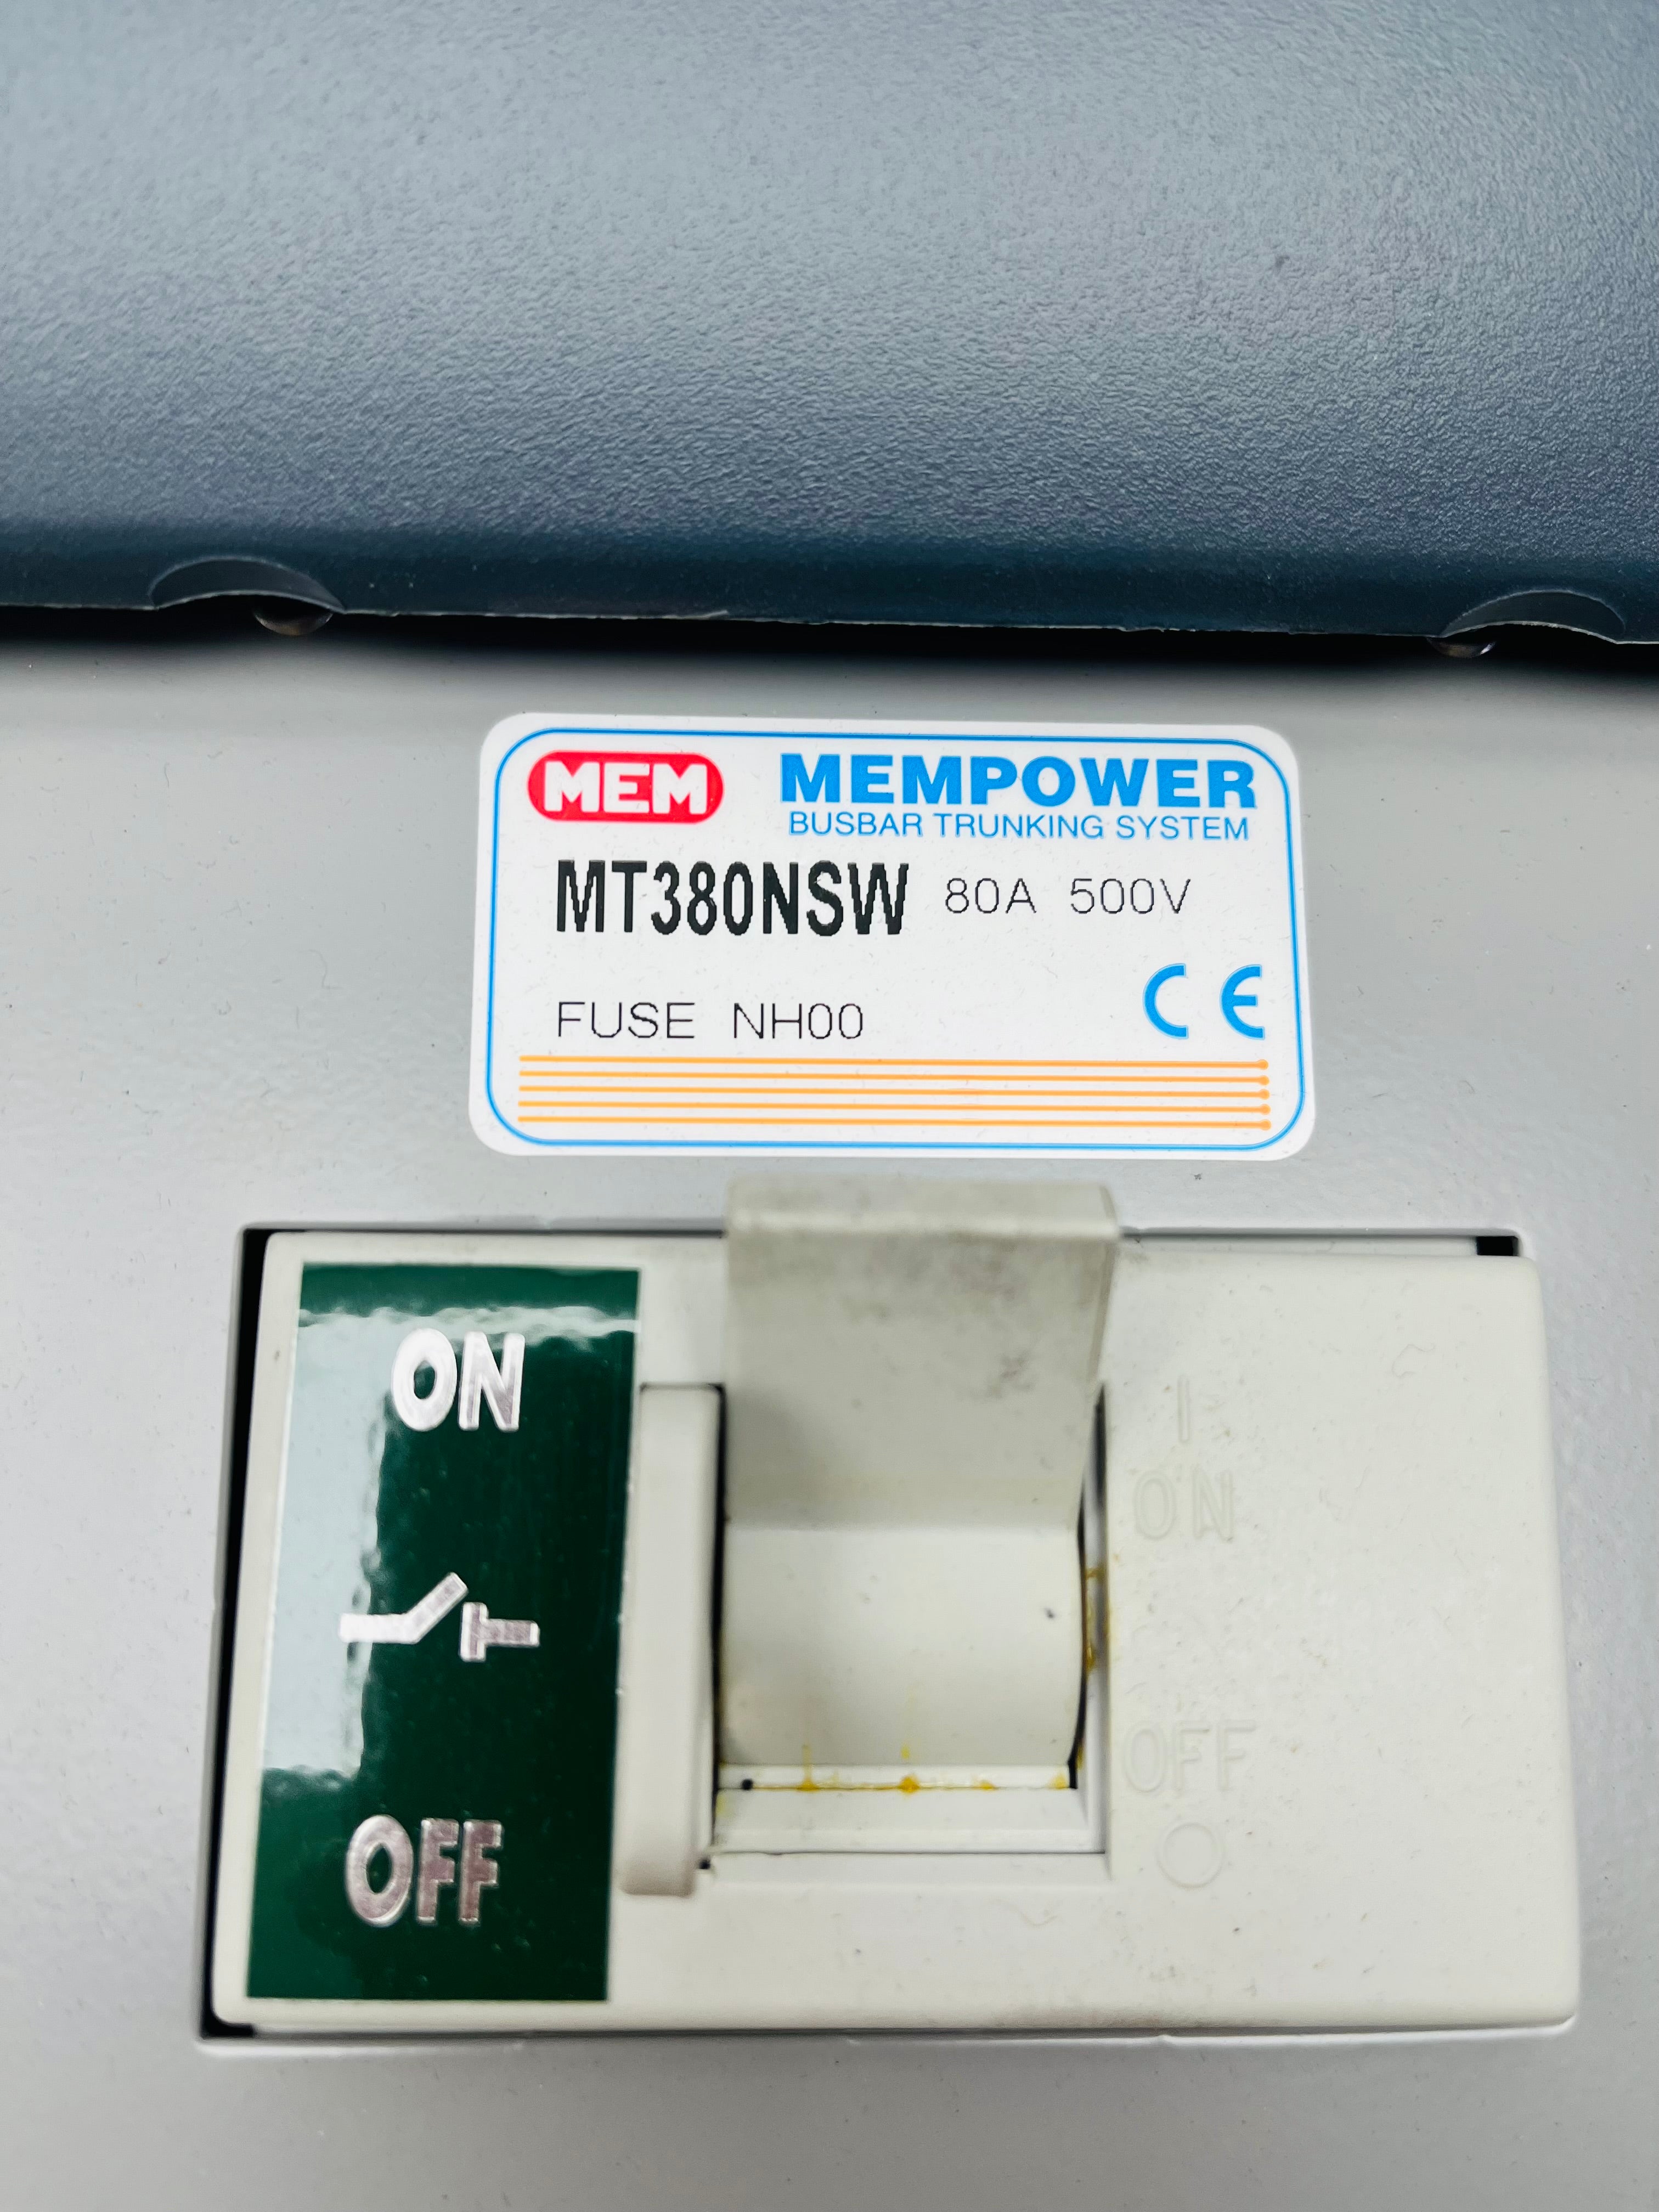 MEM MEMPOWER
BUSBAR TRUNKING SYSTEM
MT380NSW 80A 500V
FUSE NH00 CE
ON
OFF
I
ON
OFF
O